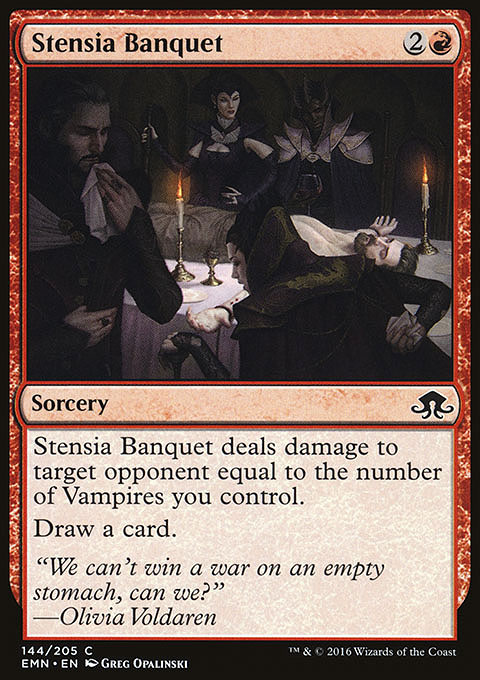 Stensia Banquet 2
Sorcery
Stensia Banquet deals damage to
target opponent equal to the number
of Vampires you control.
Draw a card.
“We can’t win a war on an empty
stomach, can we?”
—Olivia Voldaren
144/205 C
EMN • EN Greg Opalinski
™ & © 2016 Wizards of the Coast